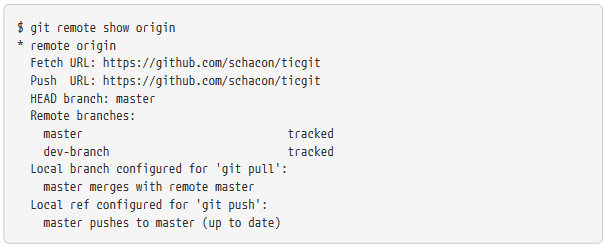 $ git remote show origin
* remote origin
  Fetch URL: https://github.com/schacon/ticgit
  Push  URL: https://github.com/schacon/ticgit
  HEAD branch: master
  Remote branches:
    master                               tracked
    dev-branch                           tracked
  Local branch configured for 'git pull':
    master merges with remote master
  Local ref configured for 'git push':
    master pushes to master (up to date)